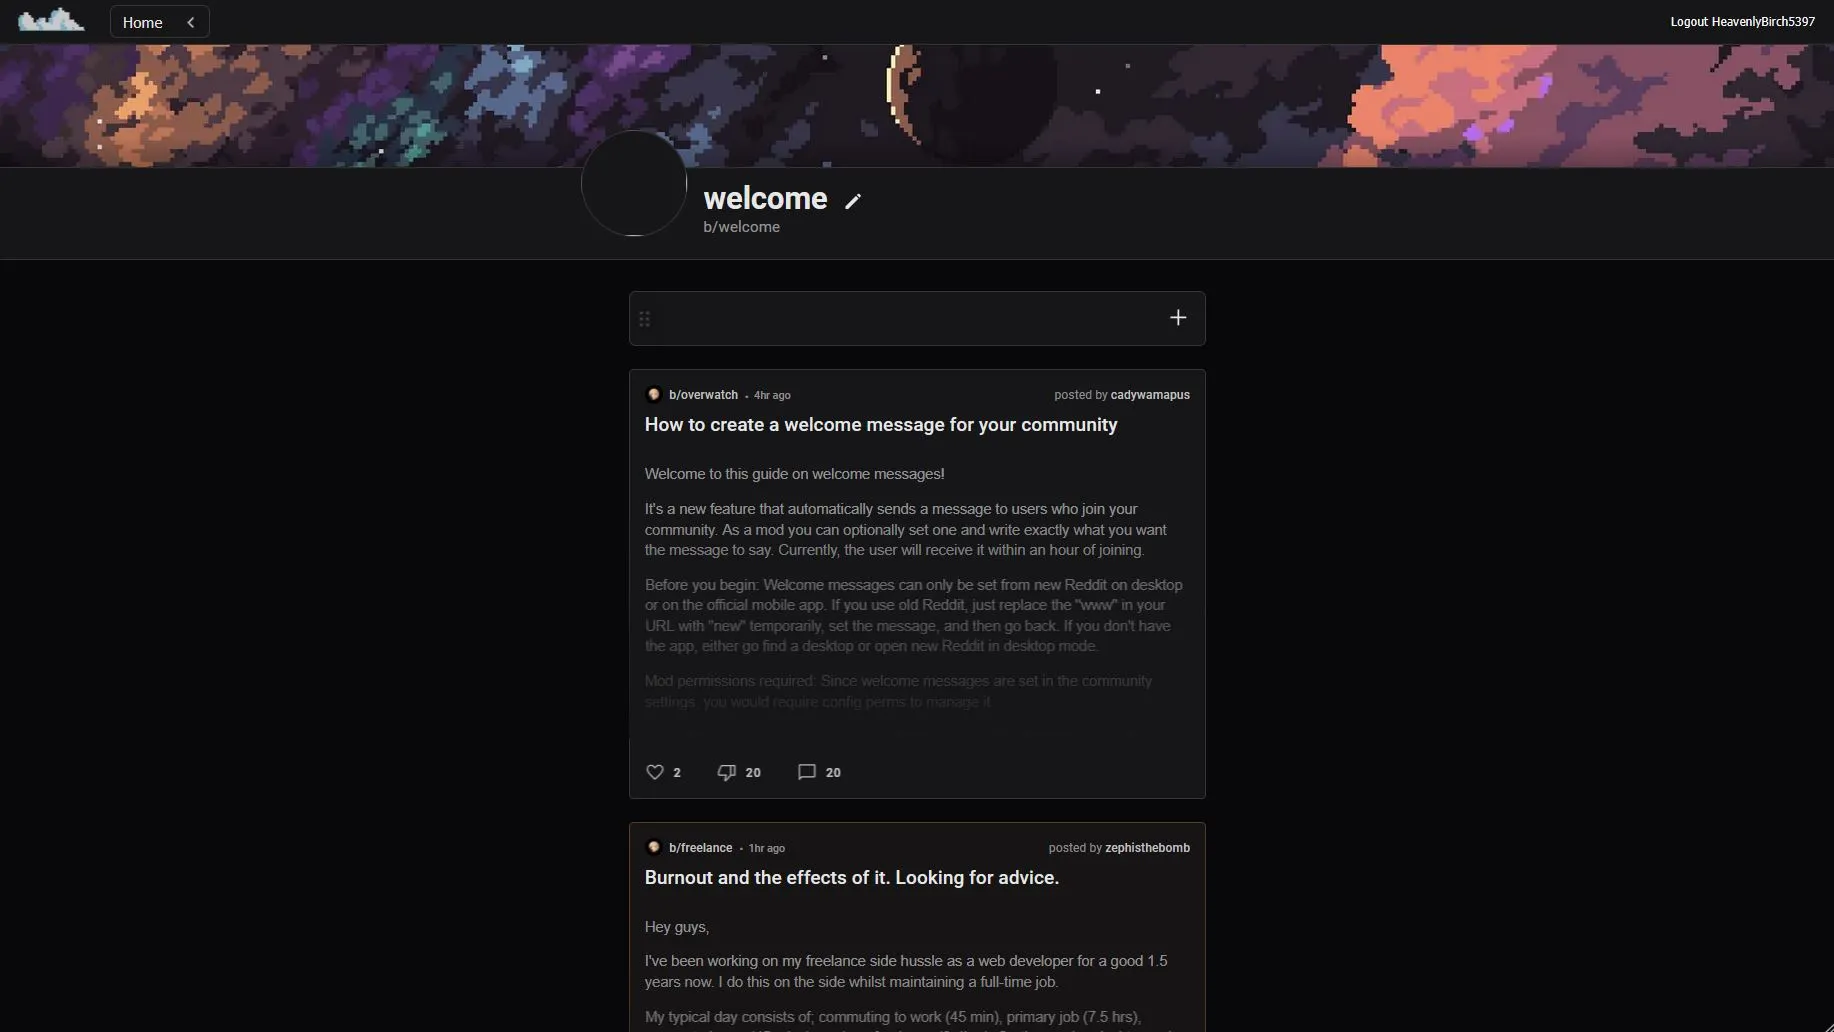 Home
Logout HeavenlyBirch5397
welcome
b/welcome
b/overwatch • 4hr ago
posted by cadywamapus
How to create a welcome message for your community
Welcome to this guide on welcome messages!
It's a new feature that automatically sends a message to users who join your
community. As a mod you can optionally set one and write exactly what you want
the message to say. Currently, the user will receive it within an hour of joining.
Before you begin: Welcome messages can only be set from new Reddit on desktop
or on the official mobile app. If you use old Reddit, just replace the "www" in your
URL with "new" temporarily, set the message, and then go back. If you don't have
the app, either go find a desktop or open new Reddit in desktop mode.
Mod permissions required: Since welcome messages are set in the community
settings, you would require config perms to manage it
2
20
20
b/freelance • 1hr ago
posted by zephisthebomb
Burnout and the effects of it. Looking for advice.
Hey guys,
I've been working on my freelance side hussle as a web developer for a good 1.5
years now. I do this on the side whilst maintaining a full-time job.
My typical day consists of; commuting to work (45 min), primary job (7.5 hrs),